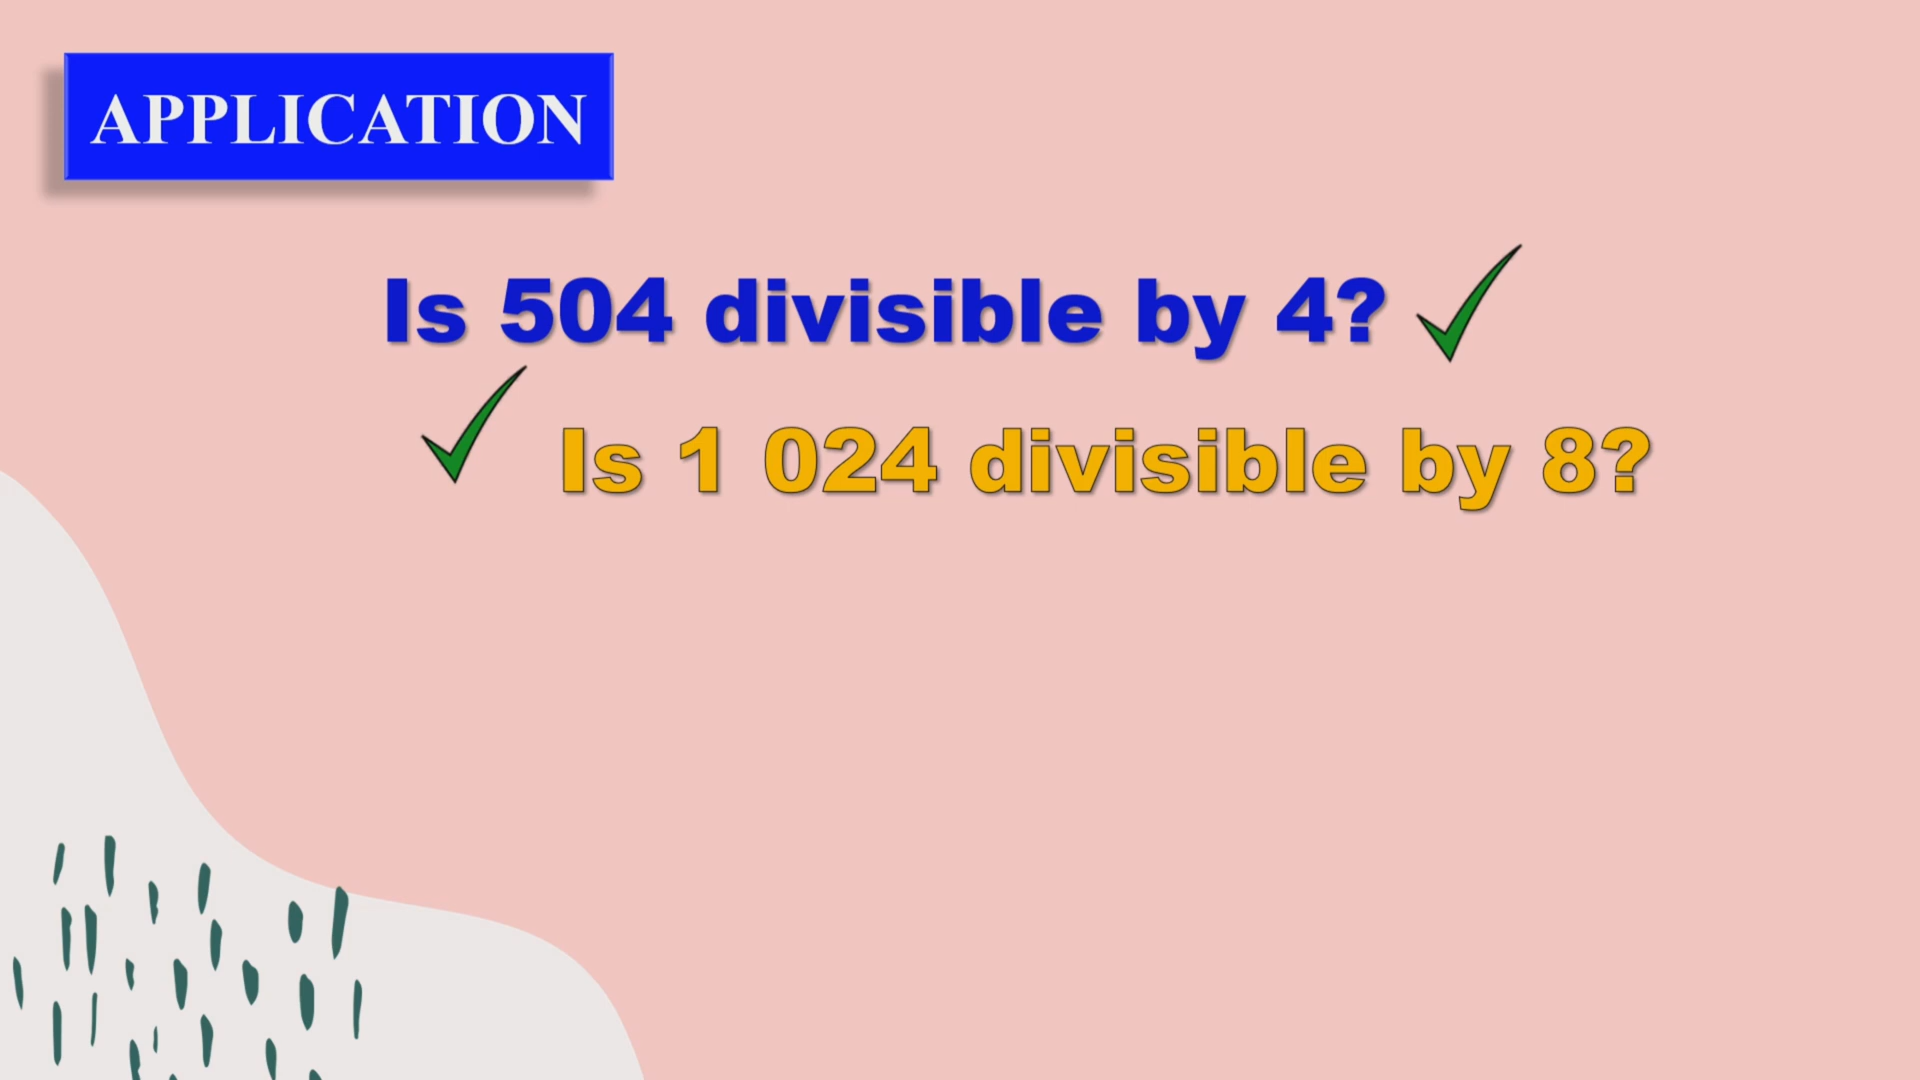 APPLICATION
Is 504 divisible by 4?
Is 1 024 divisible by 8?